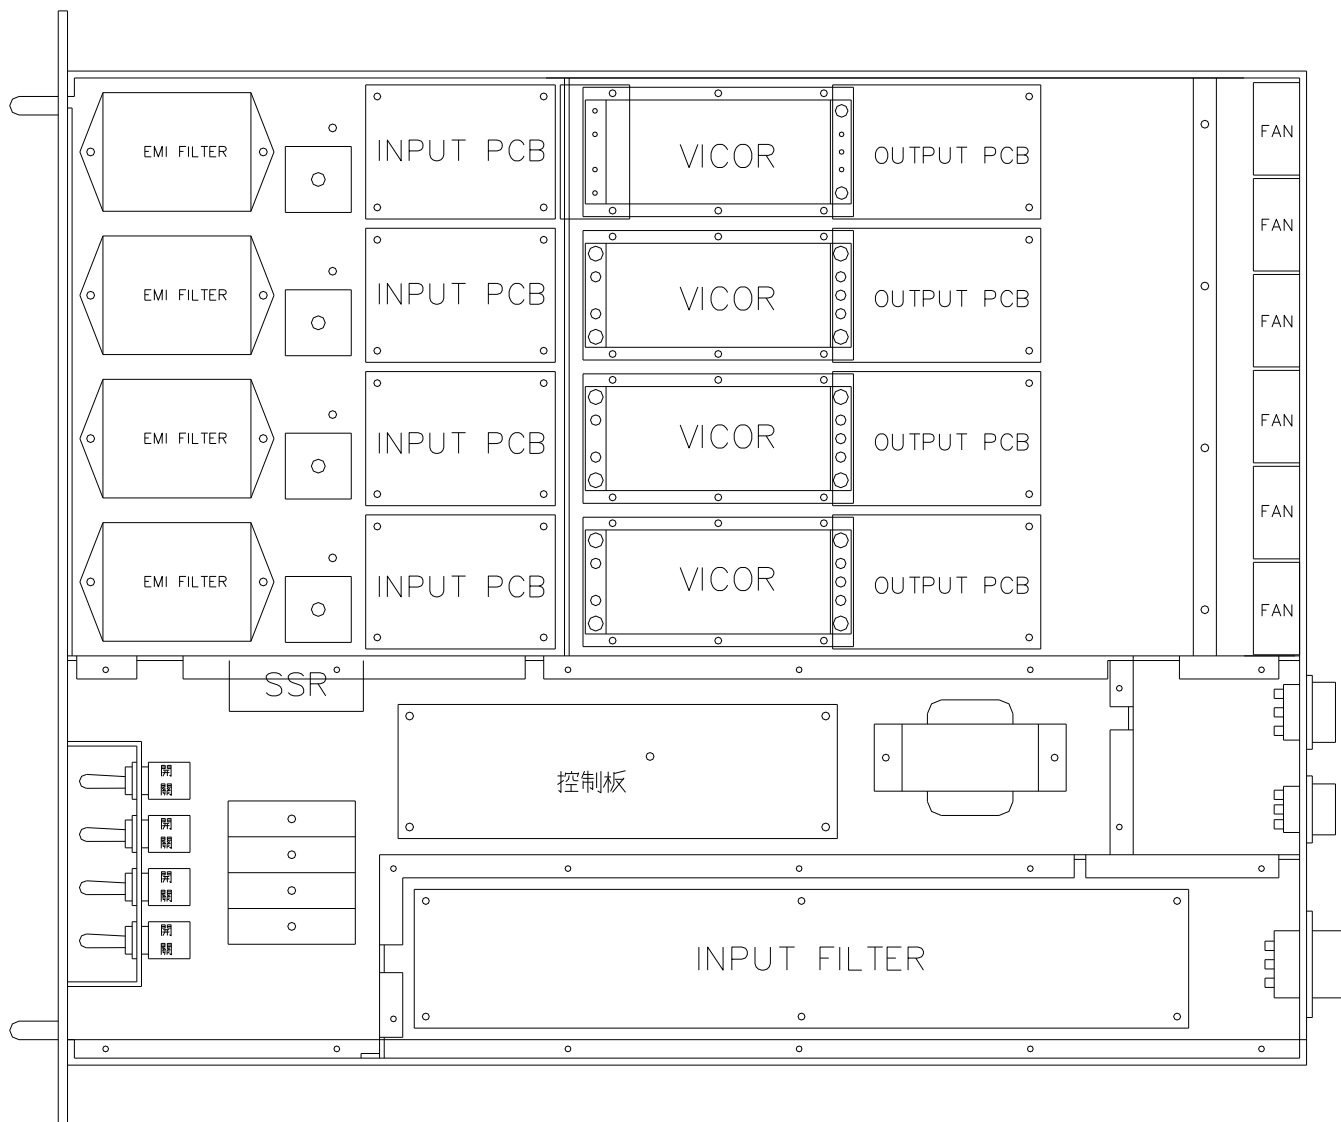 EMI FILTER
INPUT PCB
VICOR
OUTPUT PCB
FAN
FAN
EMI FILTER
INPUT PCB
VICOR
OUTPUT PCB
FAN
EMI FILTER
INPUT PCB
VICOR
OUTPUT PCB
FAN
FAN
EMI FILTER
INPUT PCB
VICOR
OUTPUT PCB
FAN
SSR
控制板
開
關
開
關
開
關
開
關
INPUT FILTER